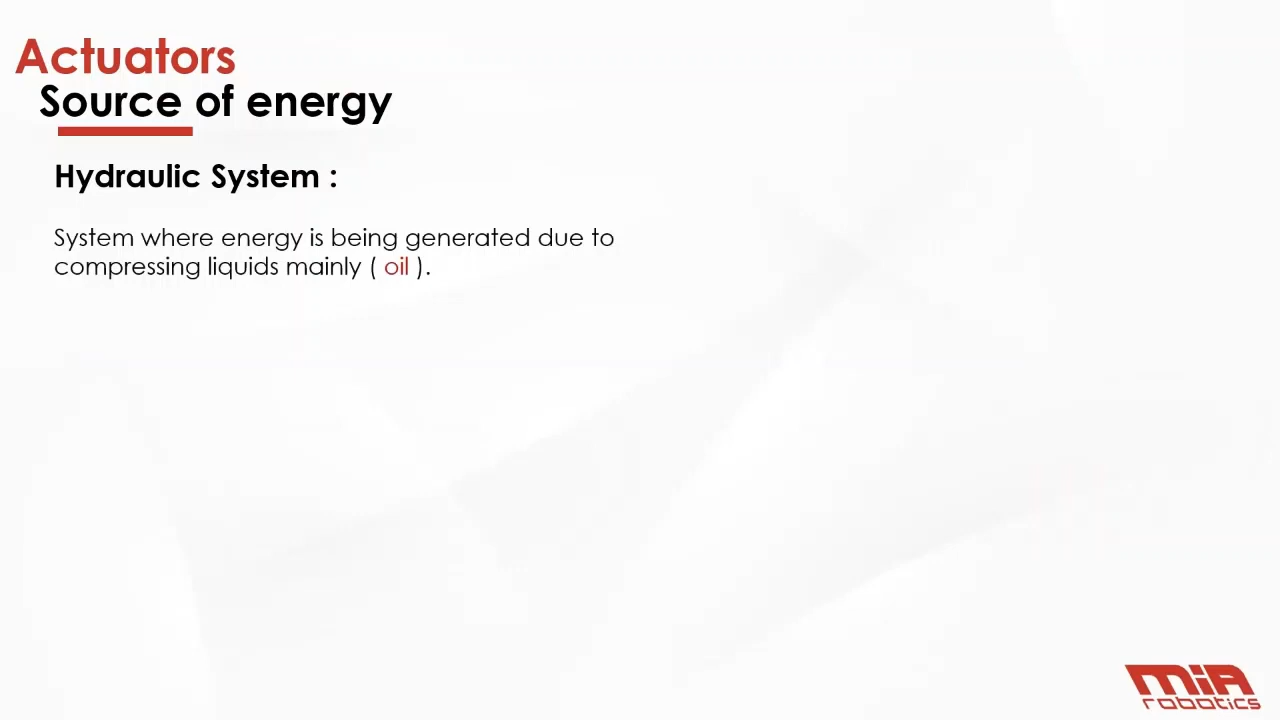 Actuators
Source of energy
Hydraulic System :
System where energy is being generated due to
compressing liquids mainly ( oil ).
MiA
robotics